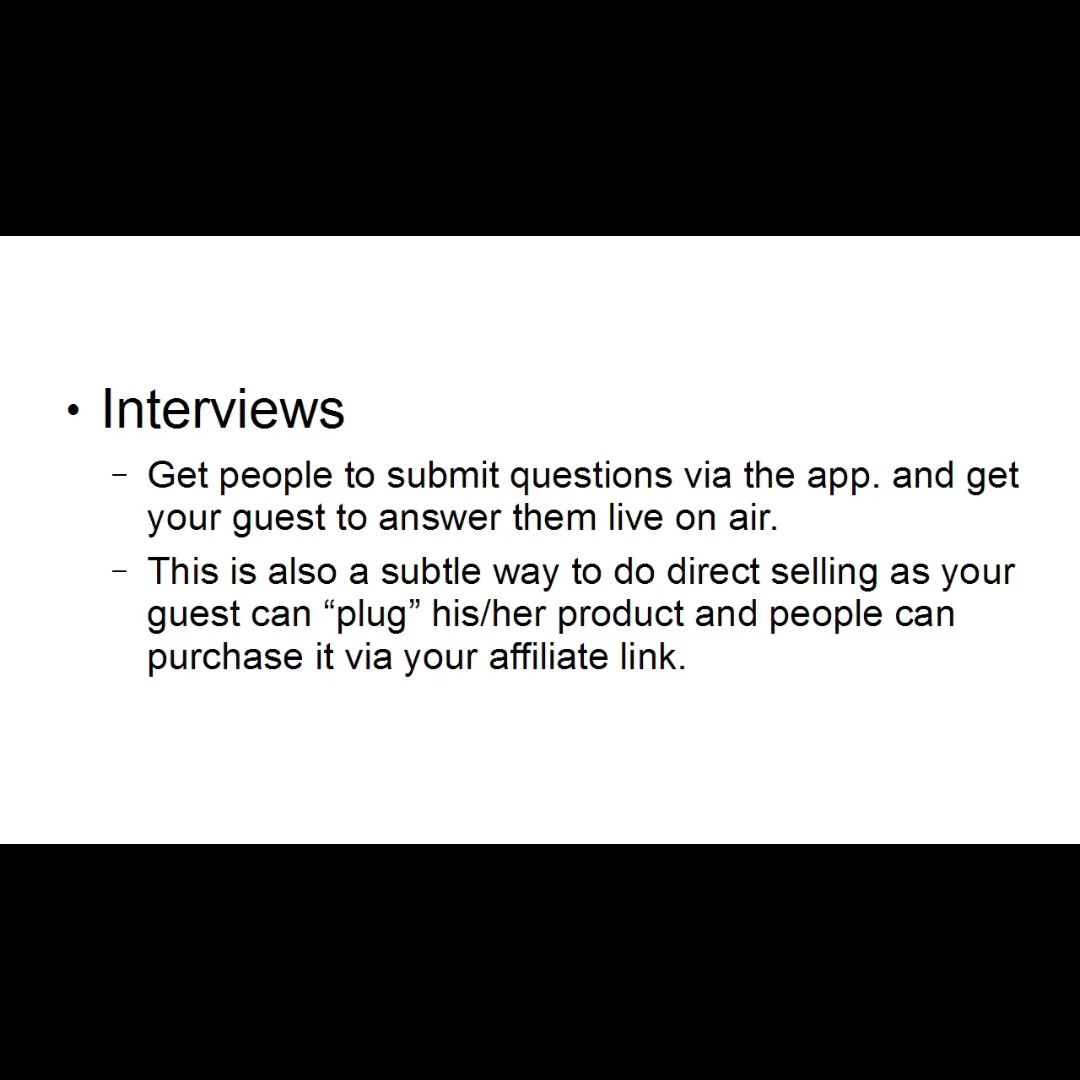 • Interviews
– Get people to submit questions via the app. and get
your guest to answer them live on air.
– This is also a subtle way to do direct selling as your
guest can “plug” his/her product and people can
purchase it via your affiliate link.